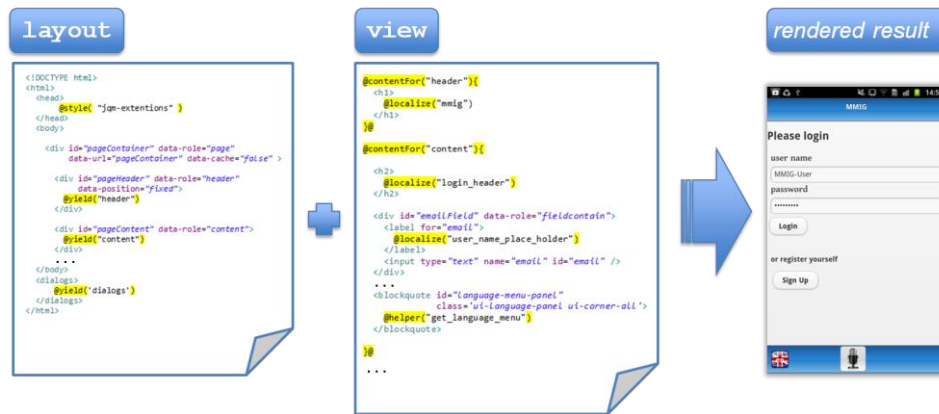 layout
<!DOCTYPE html>
<html>
<head>
@style( "jqm-extentions" )
</head>
<body>
<div id="pageContainer" data-role="page"
data-url="pageContainer" data-cache="false" >
<div id="pageHeader" data-role="header"
data-position="fixed">
@yield("header")
</div>
<div id="pageContent" data-role="content">
@yield("content")
</div>
...
</body>
<dialogs>
@yield('dialogs')
</dialogs>
</html>
view
@contentFor("header"){
<h1>
@localize("mmig")
</h1>
}@
@contentFor("content"){
<h2>
@localize("login_header")
</h2>
<div id="emailField" data-role="fieldcontain">
<label for="email">
@localize("user_name_place_holder")
</label>
<input type="text" name="email" id="email" />
</div>
...
<blockquote id="language-menu-panel"
class='ui-language-panel ui-corner-all'>
@helper("get_language_menu")
</blockquote>
}@
...
rendered result
14:5
MMIG
Please login
user name
MMIG-User
password
Login
or register yourself
Sign Up